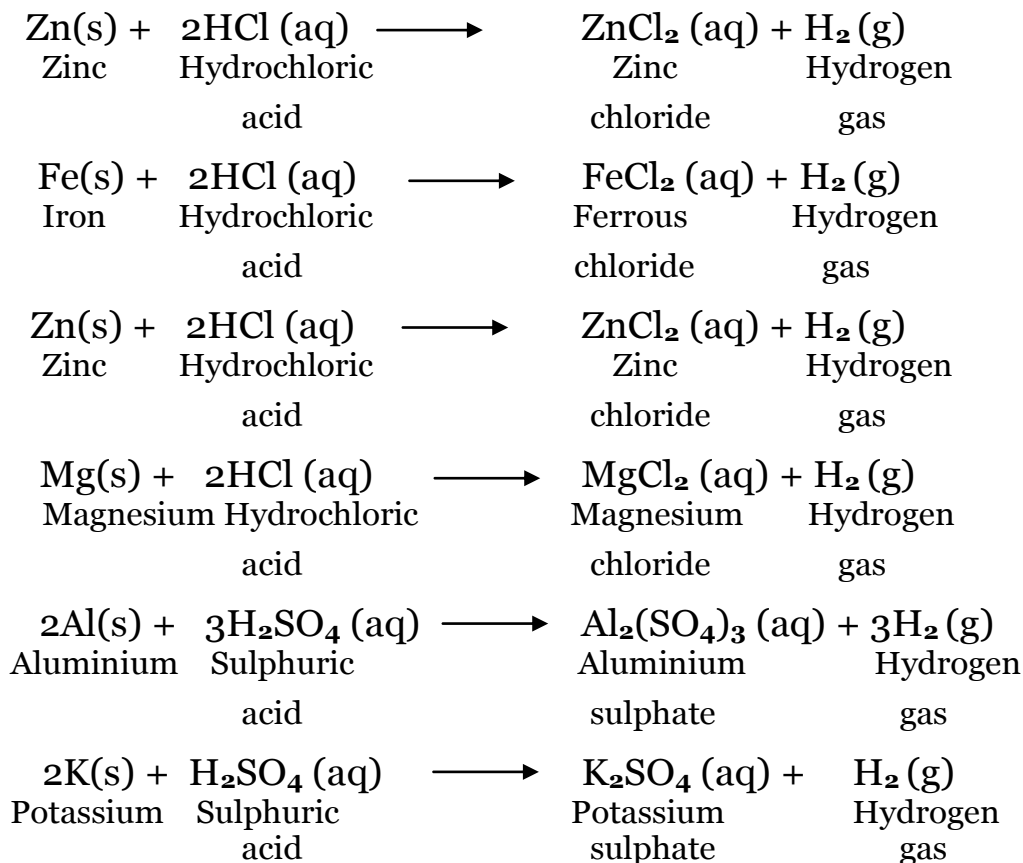 Zn(s) + 2HCl (aq) ⟶ ZnCl₂ (aq) + H₂ (g)
Zinc Hydrochloric Zinc Hydrogen
acid chloride gas
Fe(s) + 2HCl (aq) ⟶ FeCl₂ (aq) + H₂ (g)
Iron Hydrochloric Ferrous Hydrogen
acid chloride gas
Zn(s) + 2HCl (aq) ⟶ ZnCl₂ (aq) + H₂ (g)
Zinc Hydrochloric Zinc Hydrogen
acid chloride gas
Mg(s) + 2HCl (aq) ⟶ MgCl₂ (aq) + H₂ (g)
Magnesium Hydrochloric Magnesium Hydrogen
acid chloride gas
2Al(s) + 3H₂SO₄ (aq) ⟶ Al₂(SO₄)₃ (aq) + 3H₂ (g)
Aluminium Sulphuric Aluminium Hydrogen
acid sulphate gas
2K(s) + H₂SO₄ (aq) ⟶ K₂SO₄ (aq) + H₂ (g)
Potassium Sulphuric Potassium Hydrogen
acid sulphate gas